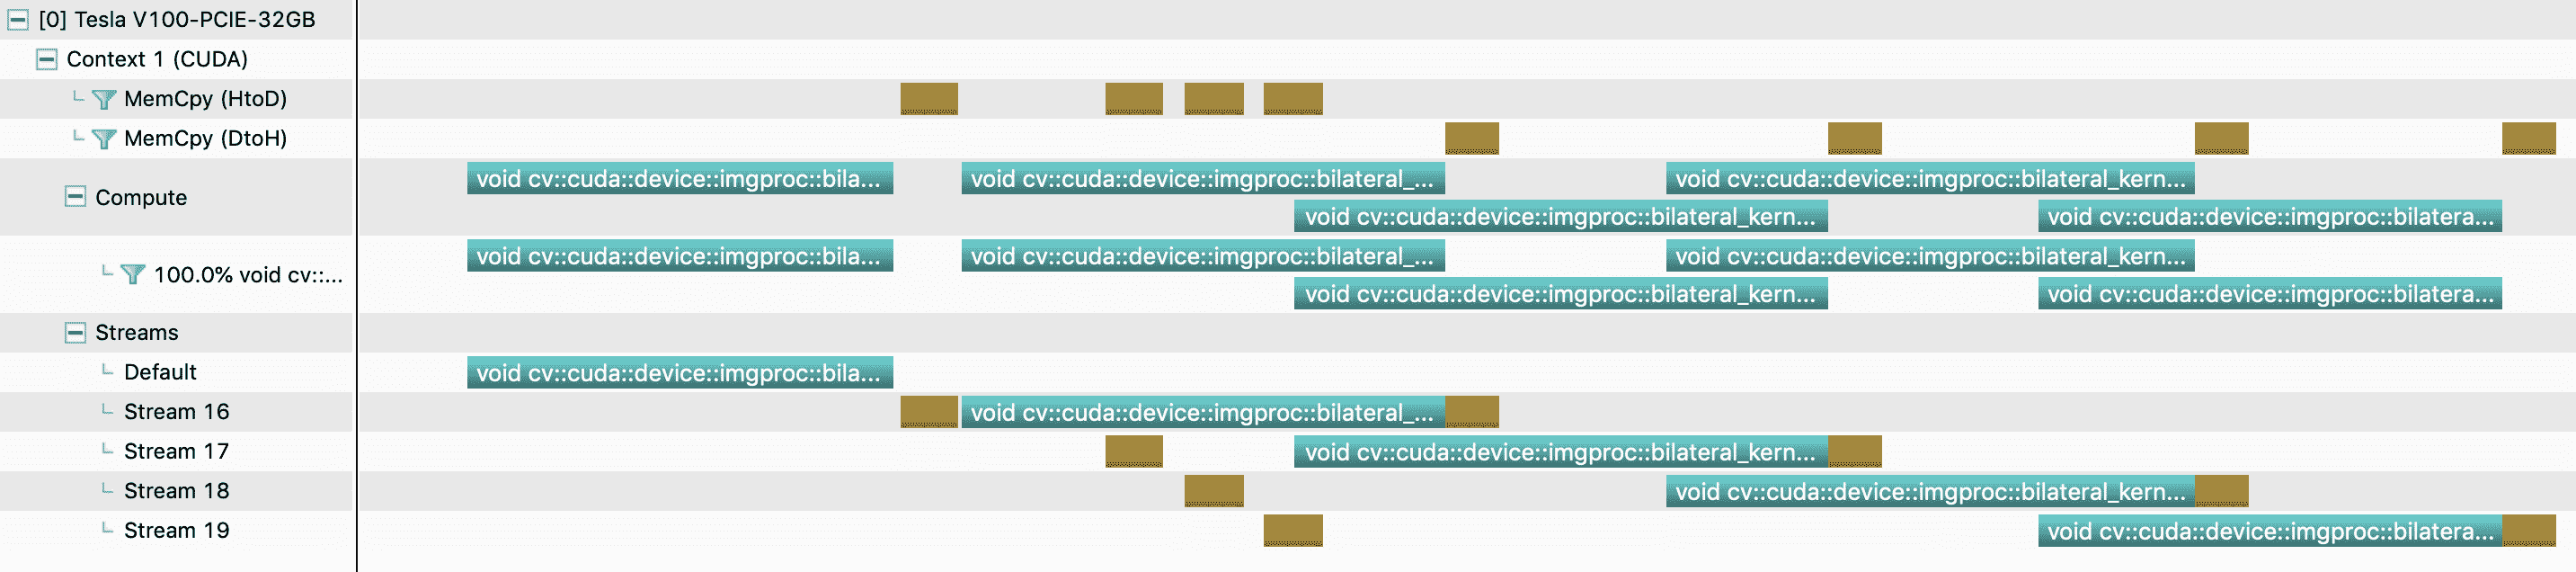 [0] Tesla V100-PCIE-32GB
Context 1 (CUDA)
MemCpy (HtoD)
MemCpy (DtoH)
void cv::cuda::device::imgproc::bila... void cv::cuda::device::imgproc::bilateral_... void cv::cuda::device::imgproc::bilateral_kern...
Compute
void cv::cuda::device::imgproc::bilateral_kern... void cv::cuda::device::imgproc::bilatera...
void cv::cuda::device::imgproc::bila... void cv::cuda::device::imgproc::bilateral_... void cv::cuda::device::imgproc::bilateral_kern...
100.0% void cv::...
void cv::cuda::device::imgproc::bilateral_kern... void cv::cuda::device::imgproc::bilatera...
Streams
Default void cv::cuda::device::imgproc::bila...
Stream 16 void cv::cuda::device::imgproc::bilateral_...
Stream 17 void cv::cuda::device::imgproc::bilateral_kern...
Stream 18 void cv::cuda::device::imgproc::bilateral_kern...
Stream 19 void cv::cuda::device::imgproc::bilatera...